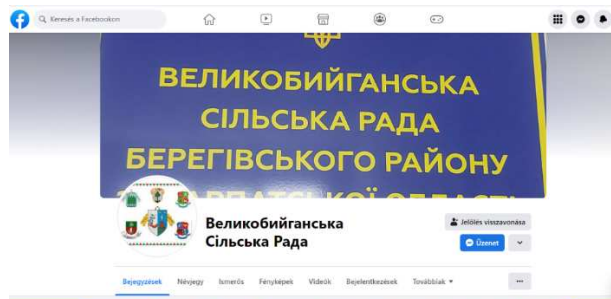 Keresés a Facebookon
ВЕЛИКОБИЙГАНСЬКА
СІЛЬСЬКА РАДА
БЕРЕГІВСЬКОГО РАЙОНУ
Великобийганська
Сільська Рада
Jelölés visszavonása
Üzenet
Bejegyzések Névjegy Ismerős Fényképek Videók Bejelentkezések Továbbiak